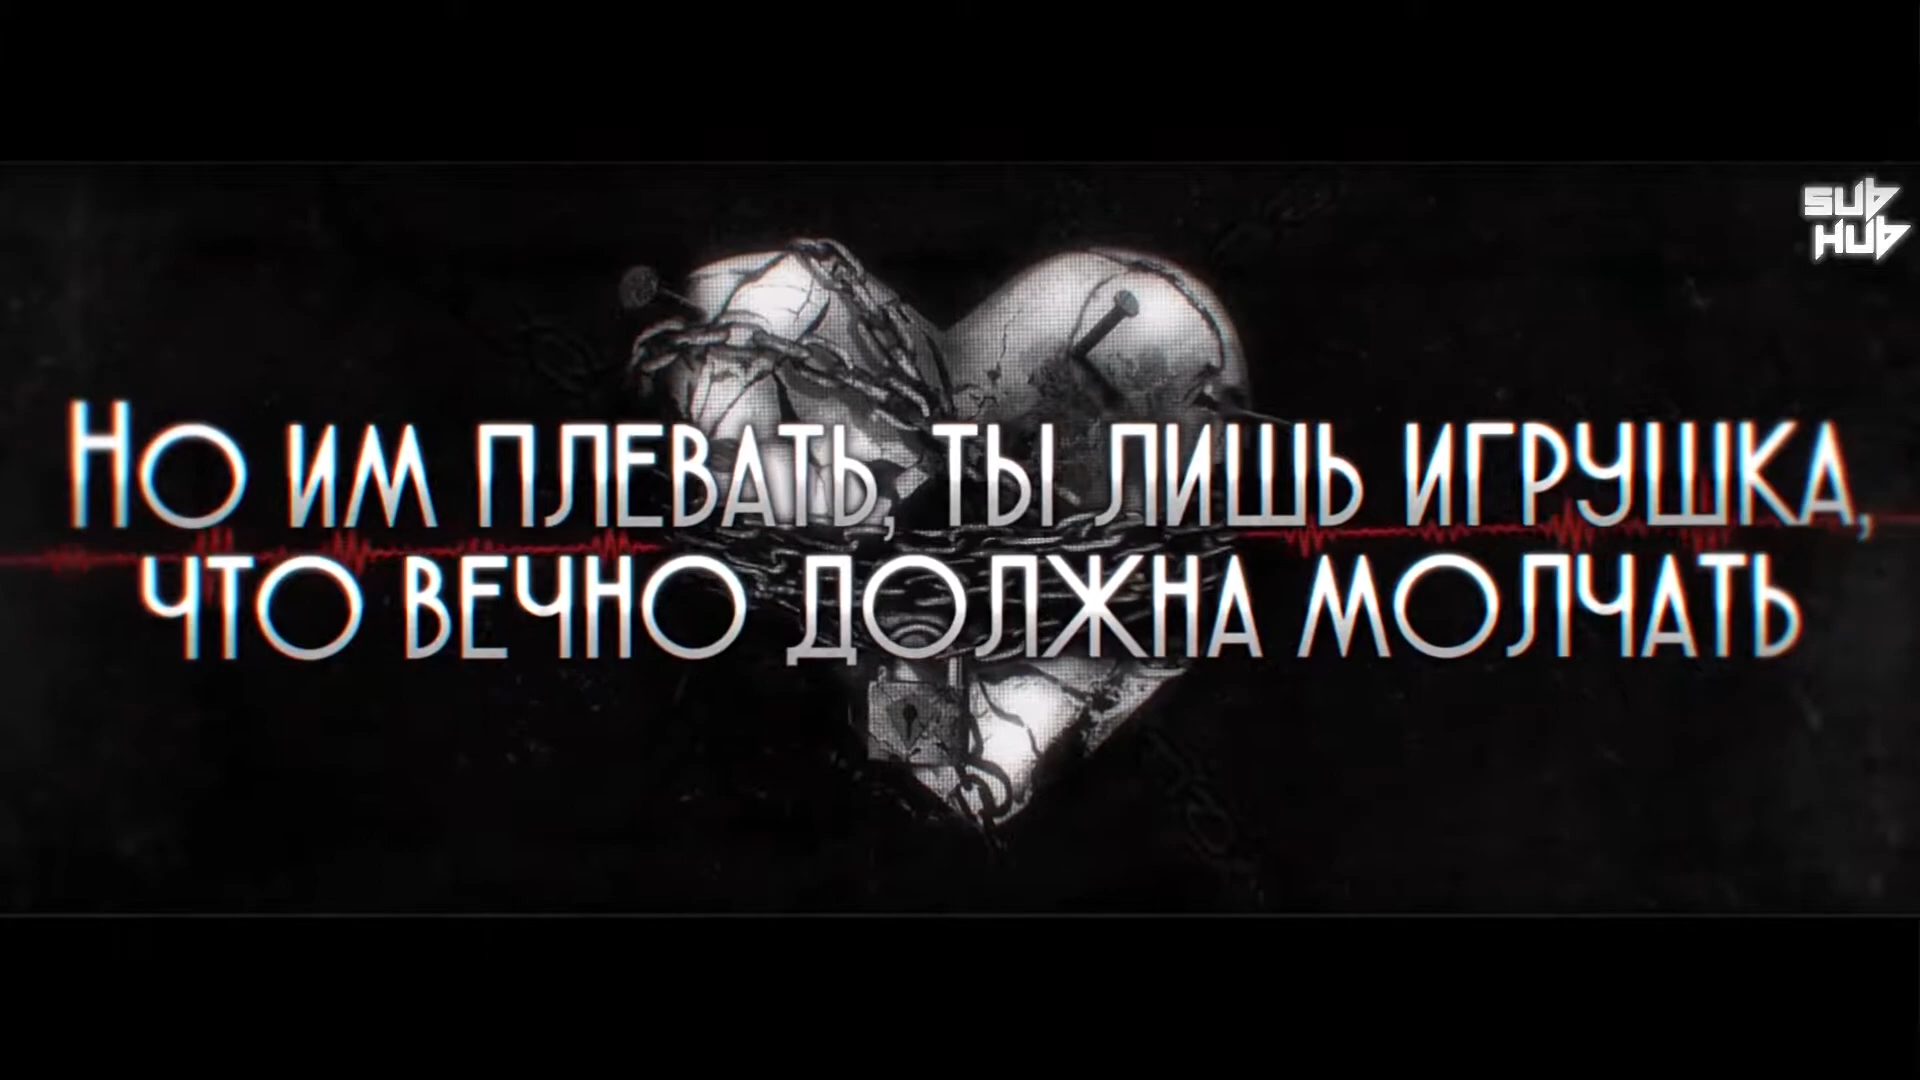 Но им плевать, ты лишь игрушка,
что вечно должна молчать
SUB
HUB